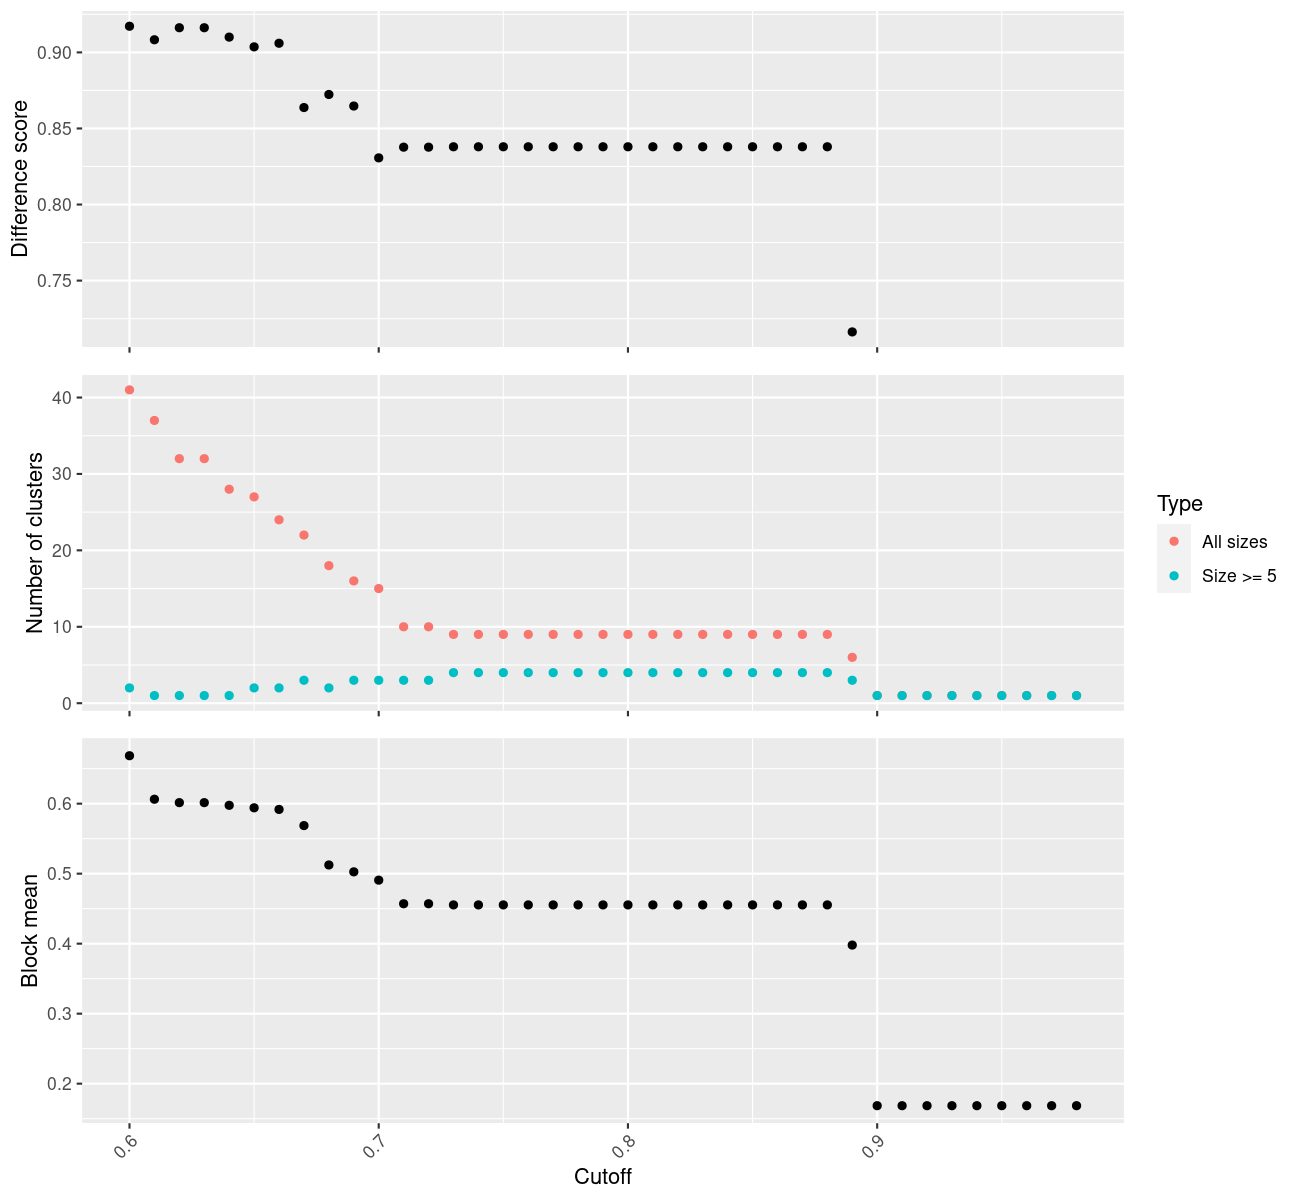 Difference score
0.90
0.85
0.80
0.75
Number of clusters
40
30
20
10
0
Type
All sizes
Size >= 5
Block mean
0.6
0.5
0.4
0.3
0.2
0.6 0.7 0.8 0.9
Cutoff